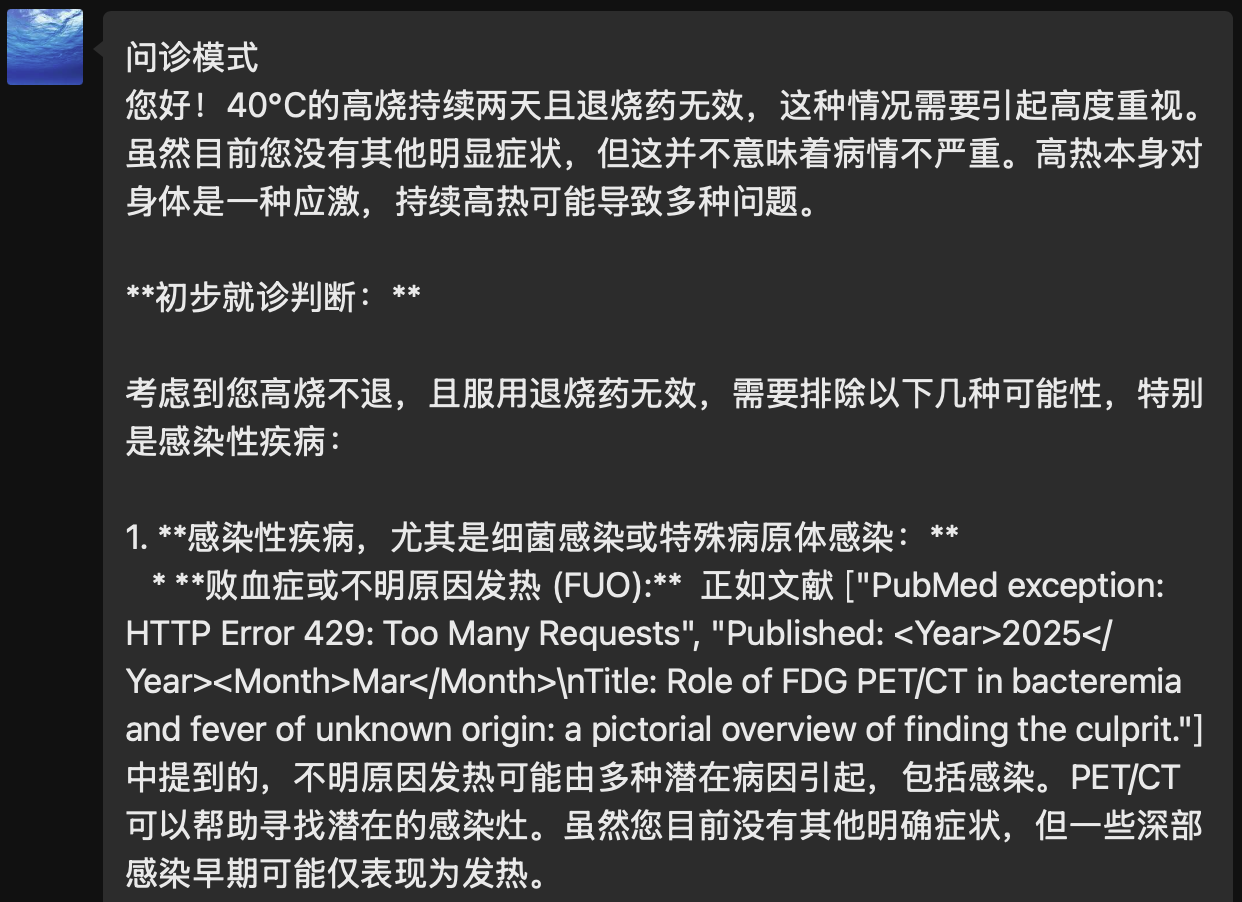 问诊模式
您好！40°C的高烧持续两天且退烧药无效，这种情况需要引起高度重视。
虽然目前您没有其他明显症状，但这并不意味着病情不严重。高热本身对
身体是一种应激，持续高热可能导致多种问题。
**初步就诊判断：**
考虑到您高烧不退，且服用退烧药无效，需要排除以下几种可能性，特别
是感染性疾病：
1. **感染性疾病，尤其是细菌感染或特殊病原体感染：**
* **败血症或不明原因发热 (FUO):** 正如文献 ["PubMed exception:
HTTP Error 429: Too Many Requests", "Published: <Year>2025</
Year><Month>Mar</Month>\nTitle: Role of FDG PET/CT in bacteremia
and fever of unknown origin: a pictorial overview of finding the culprit."]
中提到的，不明原因发热可能由多种潜在病因引起，包括感染。PET/CT
可以帮助寻找潜在的感染灶。虽然您目前没有其他明确症状，但一些深部
感染早期可能仅表现为发热。